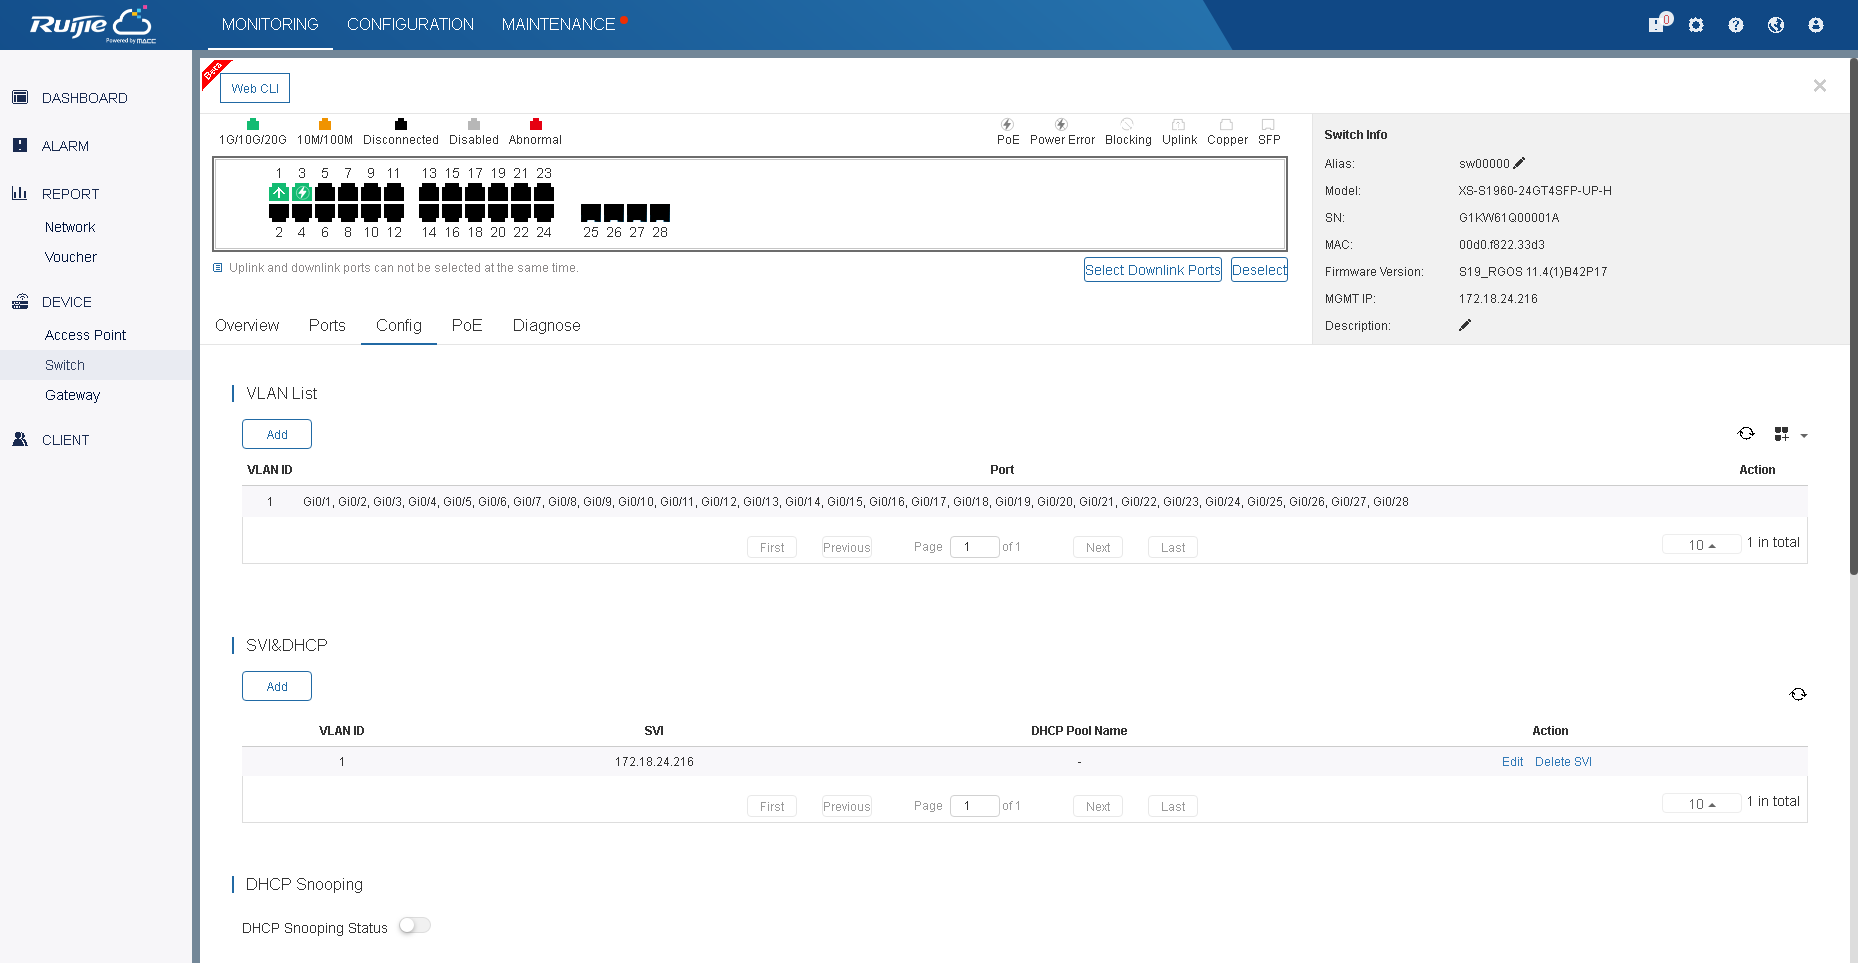 Ruijie
Powered by MACC
MONITORING CONFIGURATION MAINTENANCE
0
DASHBOARD
ALARM
REPORT
Network
Voucher
DEVICE
Access Point
Switch
Gateway
CLIENT
Beta
Web CLI
1G/10G/20G 10M/100M Disconnected Disabled Abnormal
PoE Power Error Blocking Uplink Copper SFP
1 3 5 7 9 11 13 15 17 19 21 23
2 4 6 8 10 12 14 16 18 20 22 24 25 26 27 28
Uplink and downlink ports can not be selected at the same time.
Select Downlink Ports Deselect
Switch Info
Alias: sw00000
Model: XS-S1960-24GT4SFP-UP-H
SN: G1KW61Q00001A
MAC: 00d0.f822.33d3
Firmware Version: S19_RGOS 11.4(1)B42P17
MGMT IP: 172.18.24.216
Description:
Overview Ports Config PoE Diagnose
VLAN List
Add
VLAN ID Port Action
1 Gi0/1, Gi0/2, Gi0/3, Gi0/4, Gi0/5, Gi0/6, Gi0/7, Gi0/8, Gi0/9, Gi0/10, Gi0/11, Gi0/12, Gi0/13, Gi0/14, Gi0/15, Gi0/16, Gi0/17, Gi0/18, Gi0/19, Gi0/20, Gi0/21, Gi0/22, Gi0/23, Gi0/24, Gi0/25, Gi0/26, Gi0/27, Gi0/28
First Previous Page 1 of 1 Next Last 10 1 in total
SVI&DHCP
Add
VLAN ID SVI DHCP Pool Name Action
1 172.18.24.216 - Edit Delete SVI
First Previous Page 1 of 1 Next Last 10 1 in total
DHCP Snooping
DHCP Snooping Status